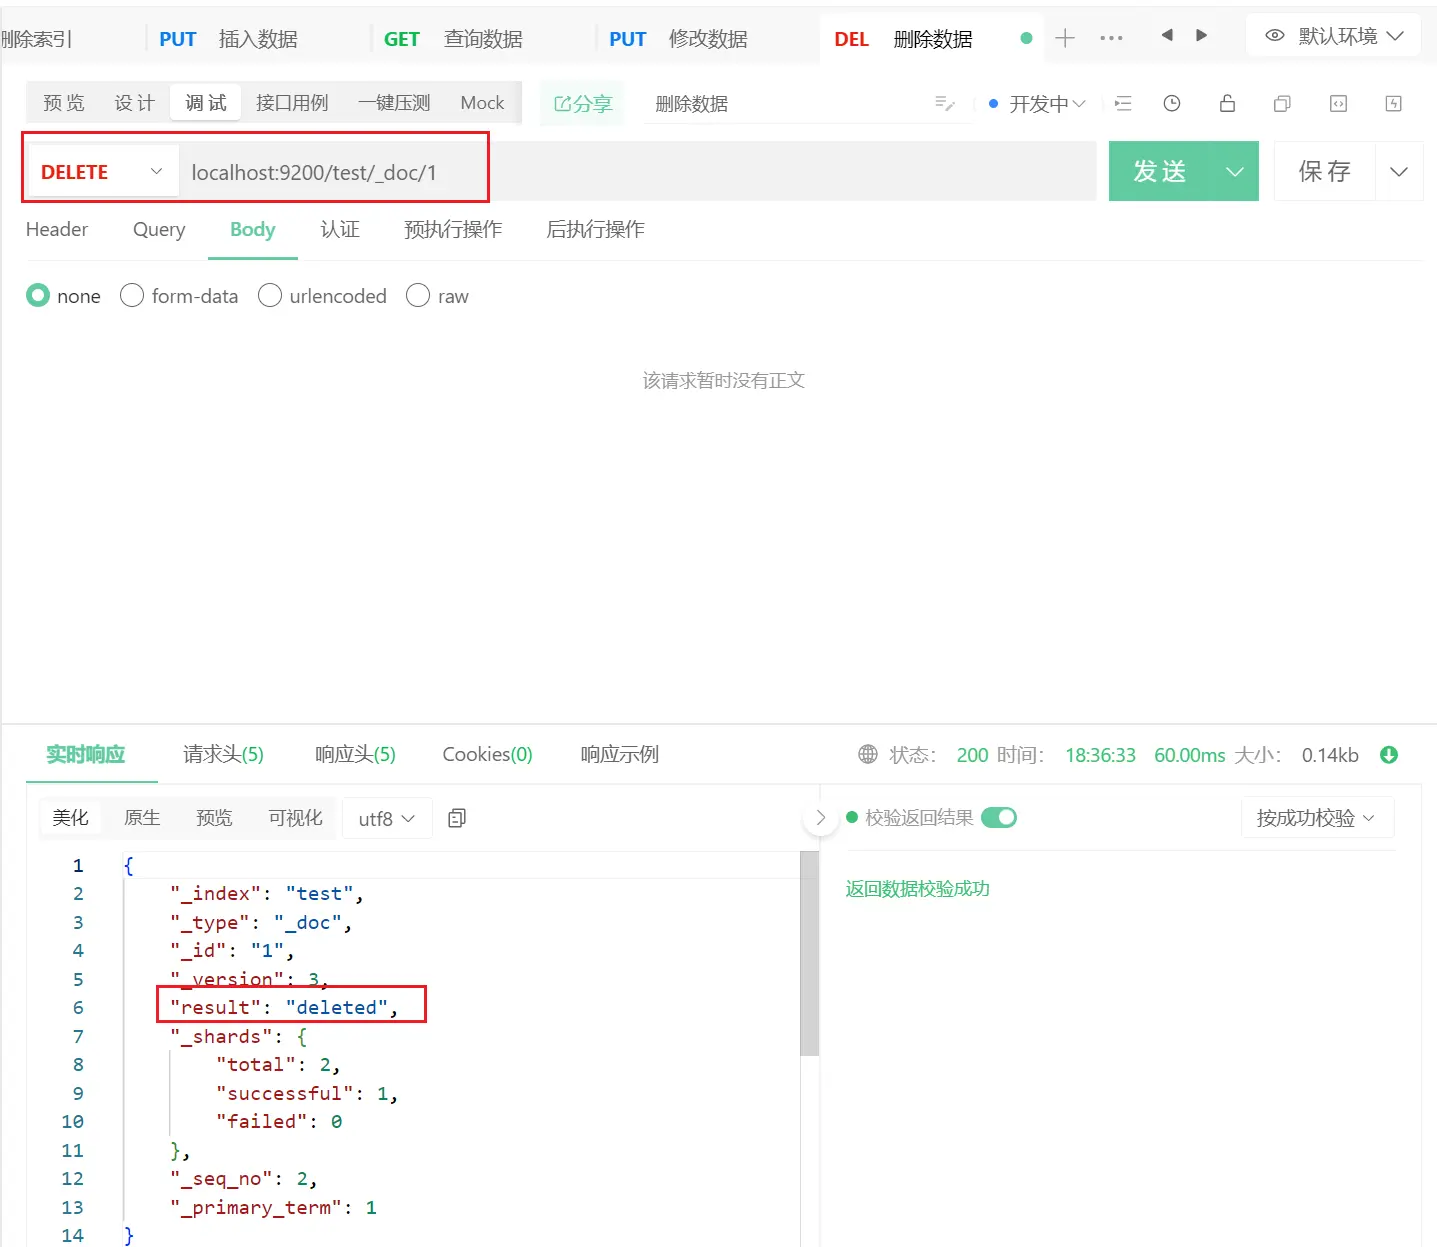 删除索引 PUT 插入数据 GET 查询数据 PUT 修改数据 DEL 删除数据 默认环境
预览 设计 调试 接口用例 一键压测 Mock 分享 删除数据 开发中
DELETE localhost:9200/test/_doc/1 发送 保存
Header Query Body 认证 预执行操作 后执行操作
none form-data urlencoded raw
该请求暂时没有正文
实时响应 请求头(5) 响应头(5) Cookies(0) 响应示例 状态： 200 时间： 18:36:33 60.00ms 大小： 0.14kb
美化 原生 预览 可视化 utf8 校验返回结果 按成功校验
返回数据校验成功
1 {
2 "_index": "test",
3 "_type": "_doc",
4 "_id": "1",
5 "_version": 3,
6 "result": "deleted",
7 "_shards": {
8 "total": 2,
9 "successful": 1,
10 "failed": 0
11 },
12 "_seq_no": 2,
13 "_primary_term": 1
14 }